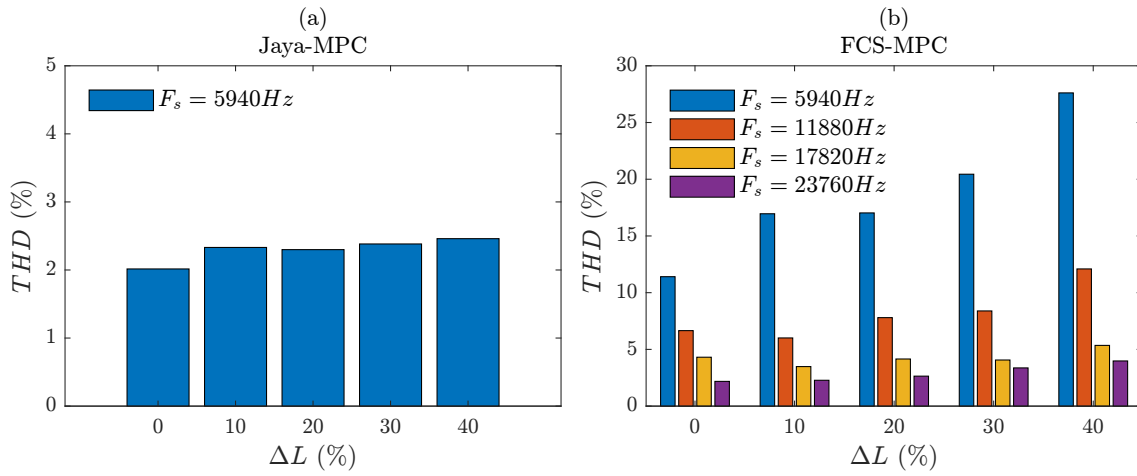 (a)
Jaya-MPC
F_s = 5940Hz
5
4
3
2
1
0
THD (%)
0 10 20 30 40
ΔL (%)
(b)
FCS-MPC
F_s = 5940Hz
F_s = 11880Hz
F_s = 17820Hz
F_s = 23760Hz
30
25
20
15
10
5
0
THD (%)
0 10 20 30 40
ΔL (%)